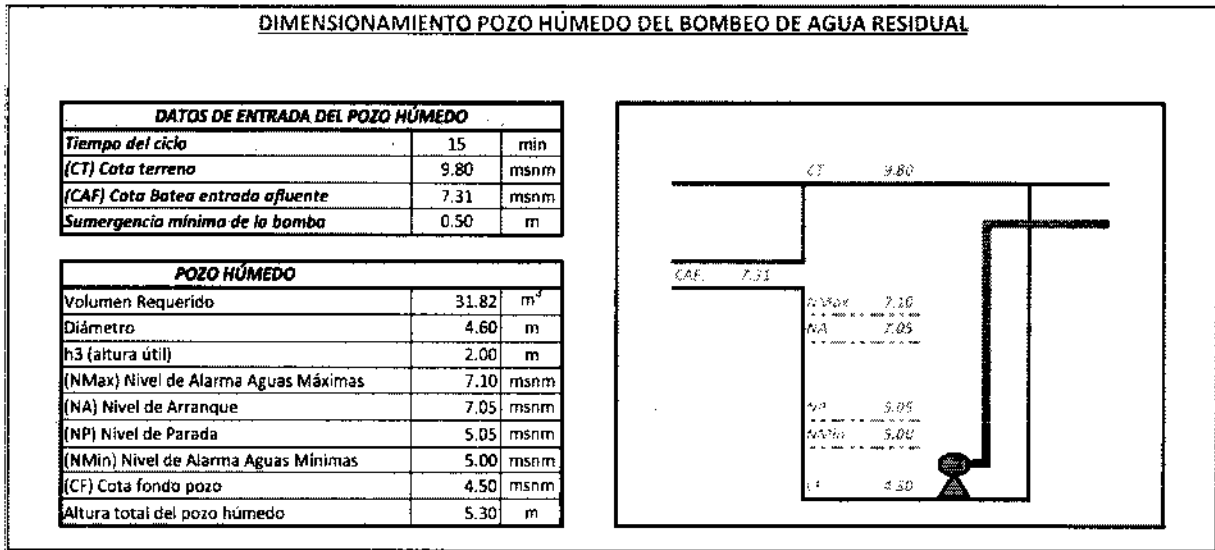 DIMENSIONAMIENTO POZO HÚMEDO DEL BOMBEO DE AGUA RESIDUAL
DATOS DE ENTRADA DEL POZO HÚMEDO
Tiempo del ciclo 15 min
(CT) Cota terreno 9.80 msnm
(CAF) Cota Batea entrada afluente 7.31 msnm
Sumergencia mínima de la bomba 0.50 m
POZO HÚMEDO
Volumen Requerido 31.82 m³
Diámetro 4.60 m
h3 (altura útil) 2.00 m
(NMax) Nivel de Alarma Aguas Máximas 7.10 msnm
(NA) Nivel de Arranque 7.05 msnm
(NP) Nivel de Parada 5.05 msnm
(NMin) Nivel de Alarma Aguas Mínimas 5.00 msnm
(CF) Cota fondo pozo 4.50 msnm
Altura total del pozo húmedo 5.30 m
CT 9.80
CAF 7.31
NMax 7.10
NA 7.05
NP 5.05
NMin 5.00
4.50